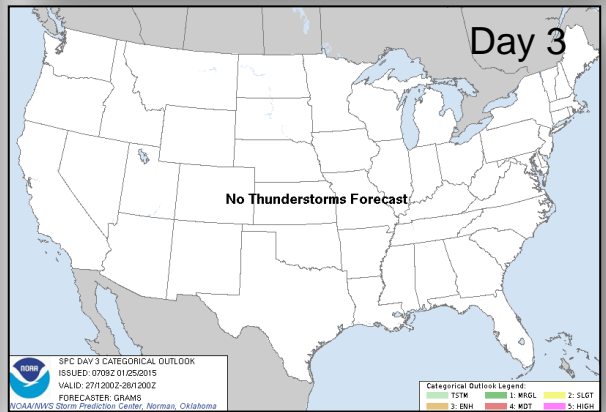 Day 3
No Thunderstorms Forecast
NOAA
SPC DAY 3 CATEGORICAL OUTLOOK
ISSUED: 0709Z 01/25/2015
VALID: 27/1200Z-28/1200Z
FORECASTER: GRAMS
NOAA/NWS Storm Prediction Center, Norman, Oklahoma
Categorical Outlook Legend:
TSTM 1: MRGL 2: SLGT
3: ENH 4: MDT 5: HIGH